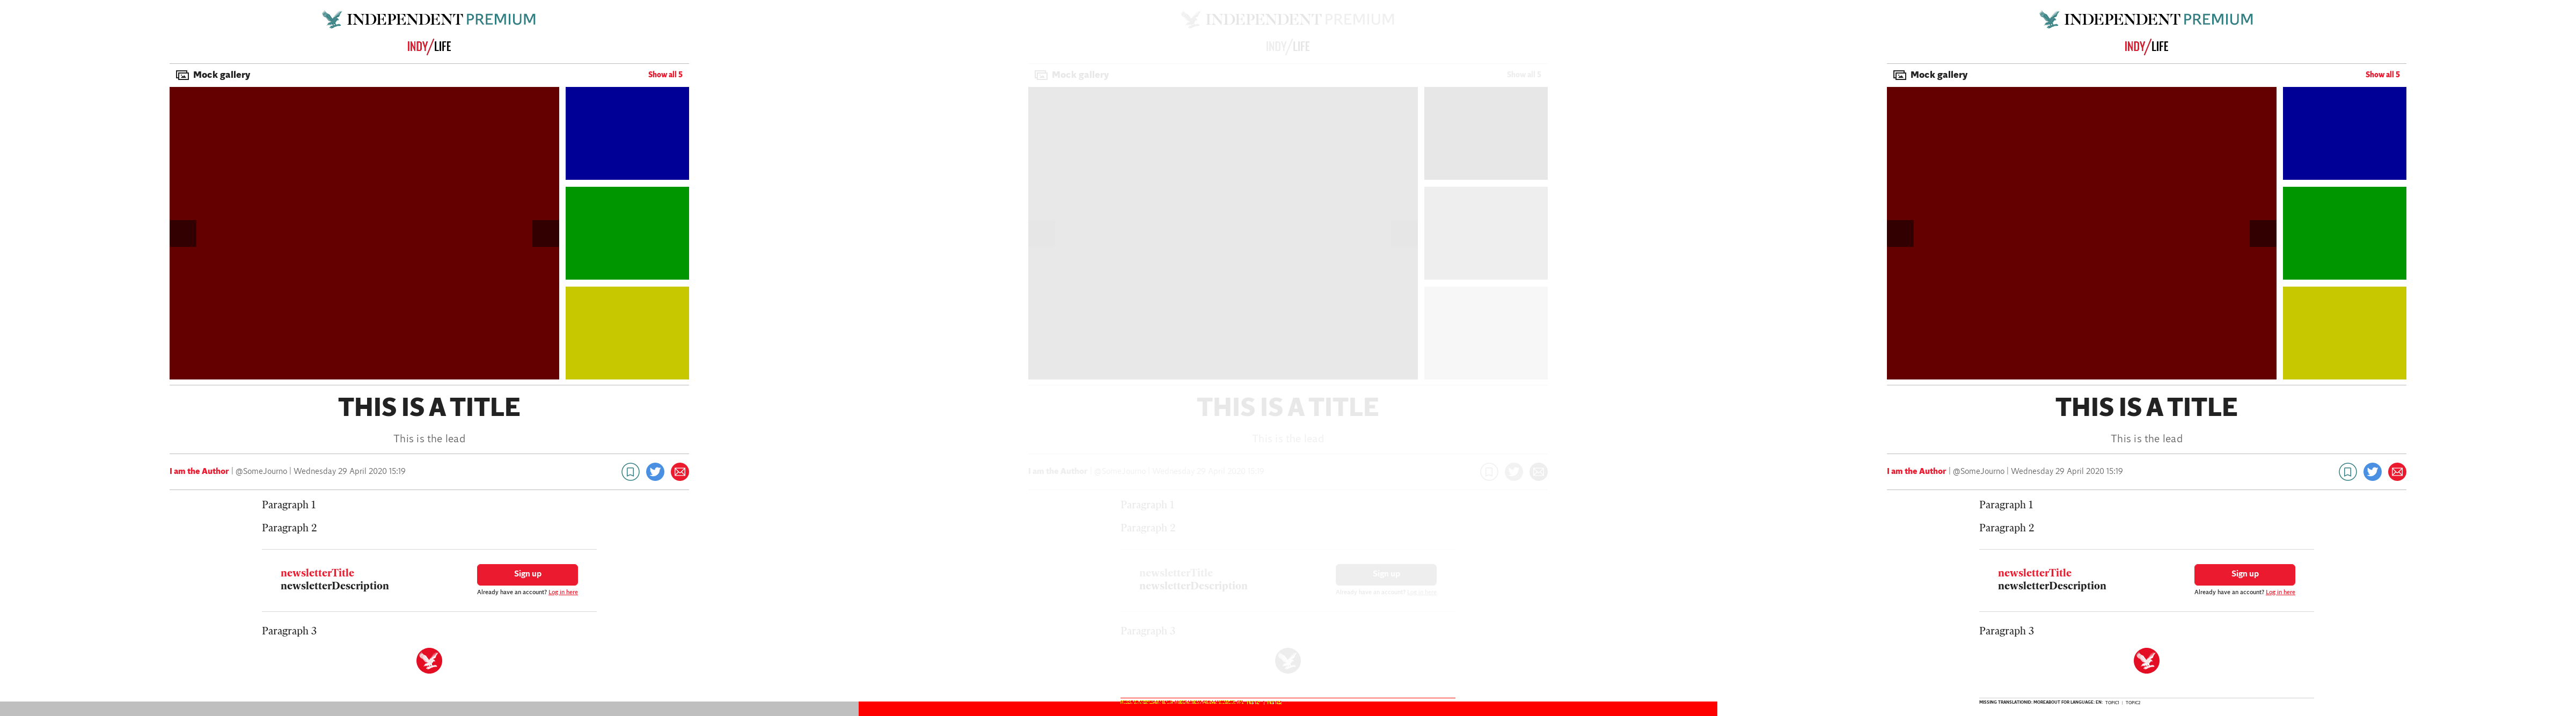 INDEPENDENT PREMIUM
INDY/LIFE
Mock gallery
Show all 5
THIS IS A TITLE
This is the lead
I am the Author | @SomeJourno | Wednesday 29 April 2020 15:19
Paragraph 1
Paragraph 2
newsletterTitle
newsletterDescription
Sign up
Already have an account? Log in here
Paragraph 3
INDEPENDENT PREMIUM
INDY/LIFE
Mock gallery
Show all 5
THIS IS A TITLE
This is the lead
I am the Author | @SomeJourno | Wednesday 29 April 2020 15:19
Paragraph 1
Paragraph 2
newsletterTitle
newsletterDescription
Sign up
Already have an account? Log in here
Paragraph 3
INDEPENDENT PREMIUM
INDY/LIFE
Mock gallery
Show all 5
THIS IS A TITLE
This is the lead
I am the Author | @SomeJourno | Wednesday 29 April 2020 15:19
Paragraph 1
Paragraph 2
newsletterTitle
newsletterDescription
Sign up
Already have an account? Log in here
Paragraph 3
MISSING TRANSLATIONID: MOREABOUT FOR LANGUAGE: EN: TOPIC1 | TOPIC2